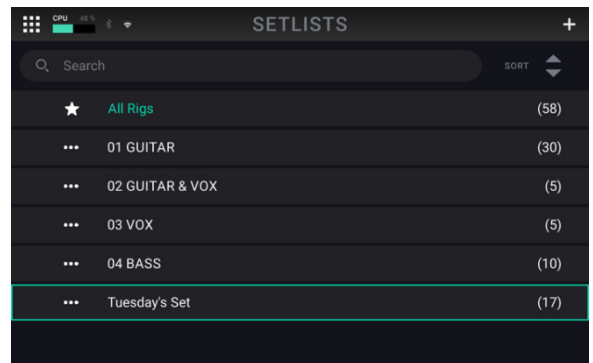 CPU 48 % SETLISTS +
Search SORT
All Rigs (58)
01 GUITAR (30)
02 GUITAR & VOX (5)
03 VOX (5)
04 BASS (10)
Tuesday's Set (17)